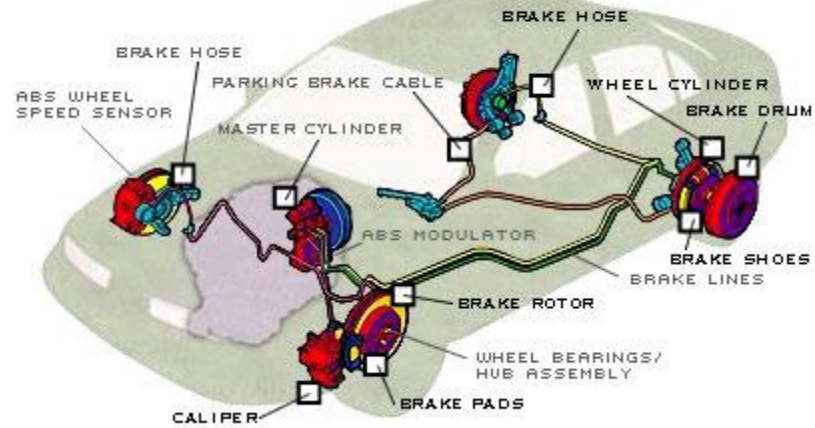 BRAKE HOSE
BRAKE HOSE
PARKING BRAKE CABLE
WHEEL CYLINDER
ABS WHEEL
SPEED SENSOR
BRAKE DRUM
MASTER CYLINDER
ABS MODULATOR
BRAKE SHOES
BRAKE LINES
BRAKE ROTOR
WHEEL BEARINGS/
HUB ASSEMBLY
BRAKE PADS
CALIPER